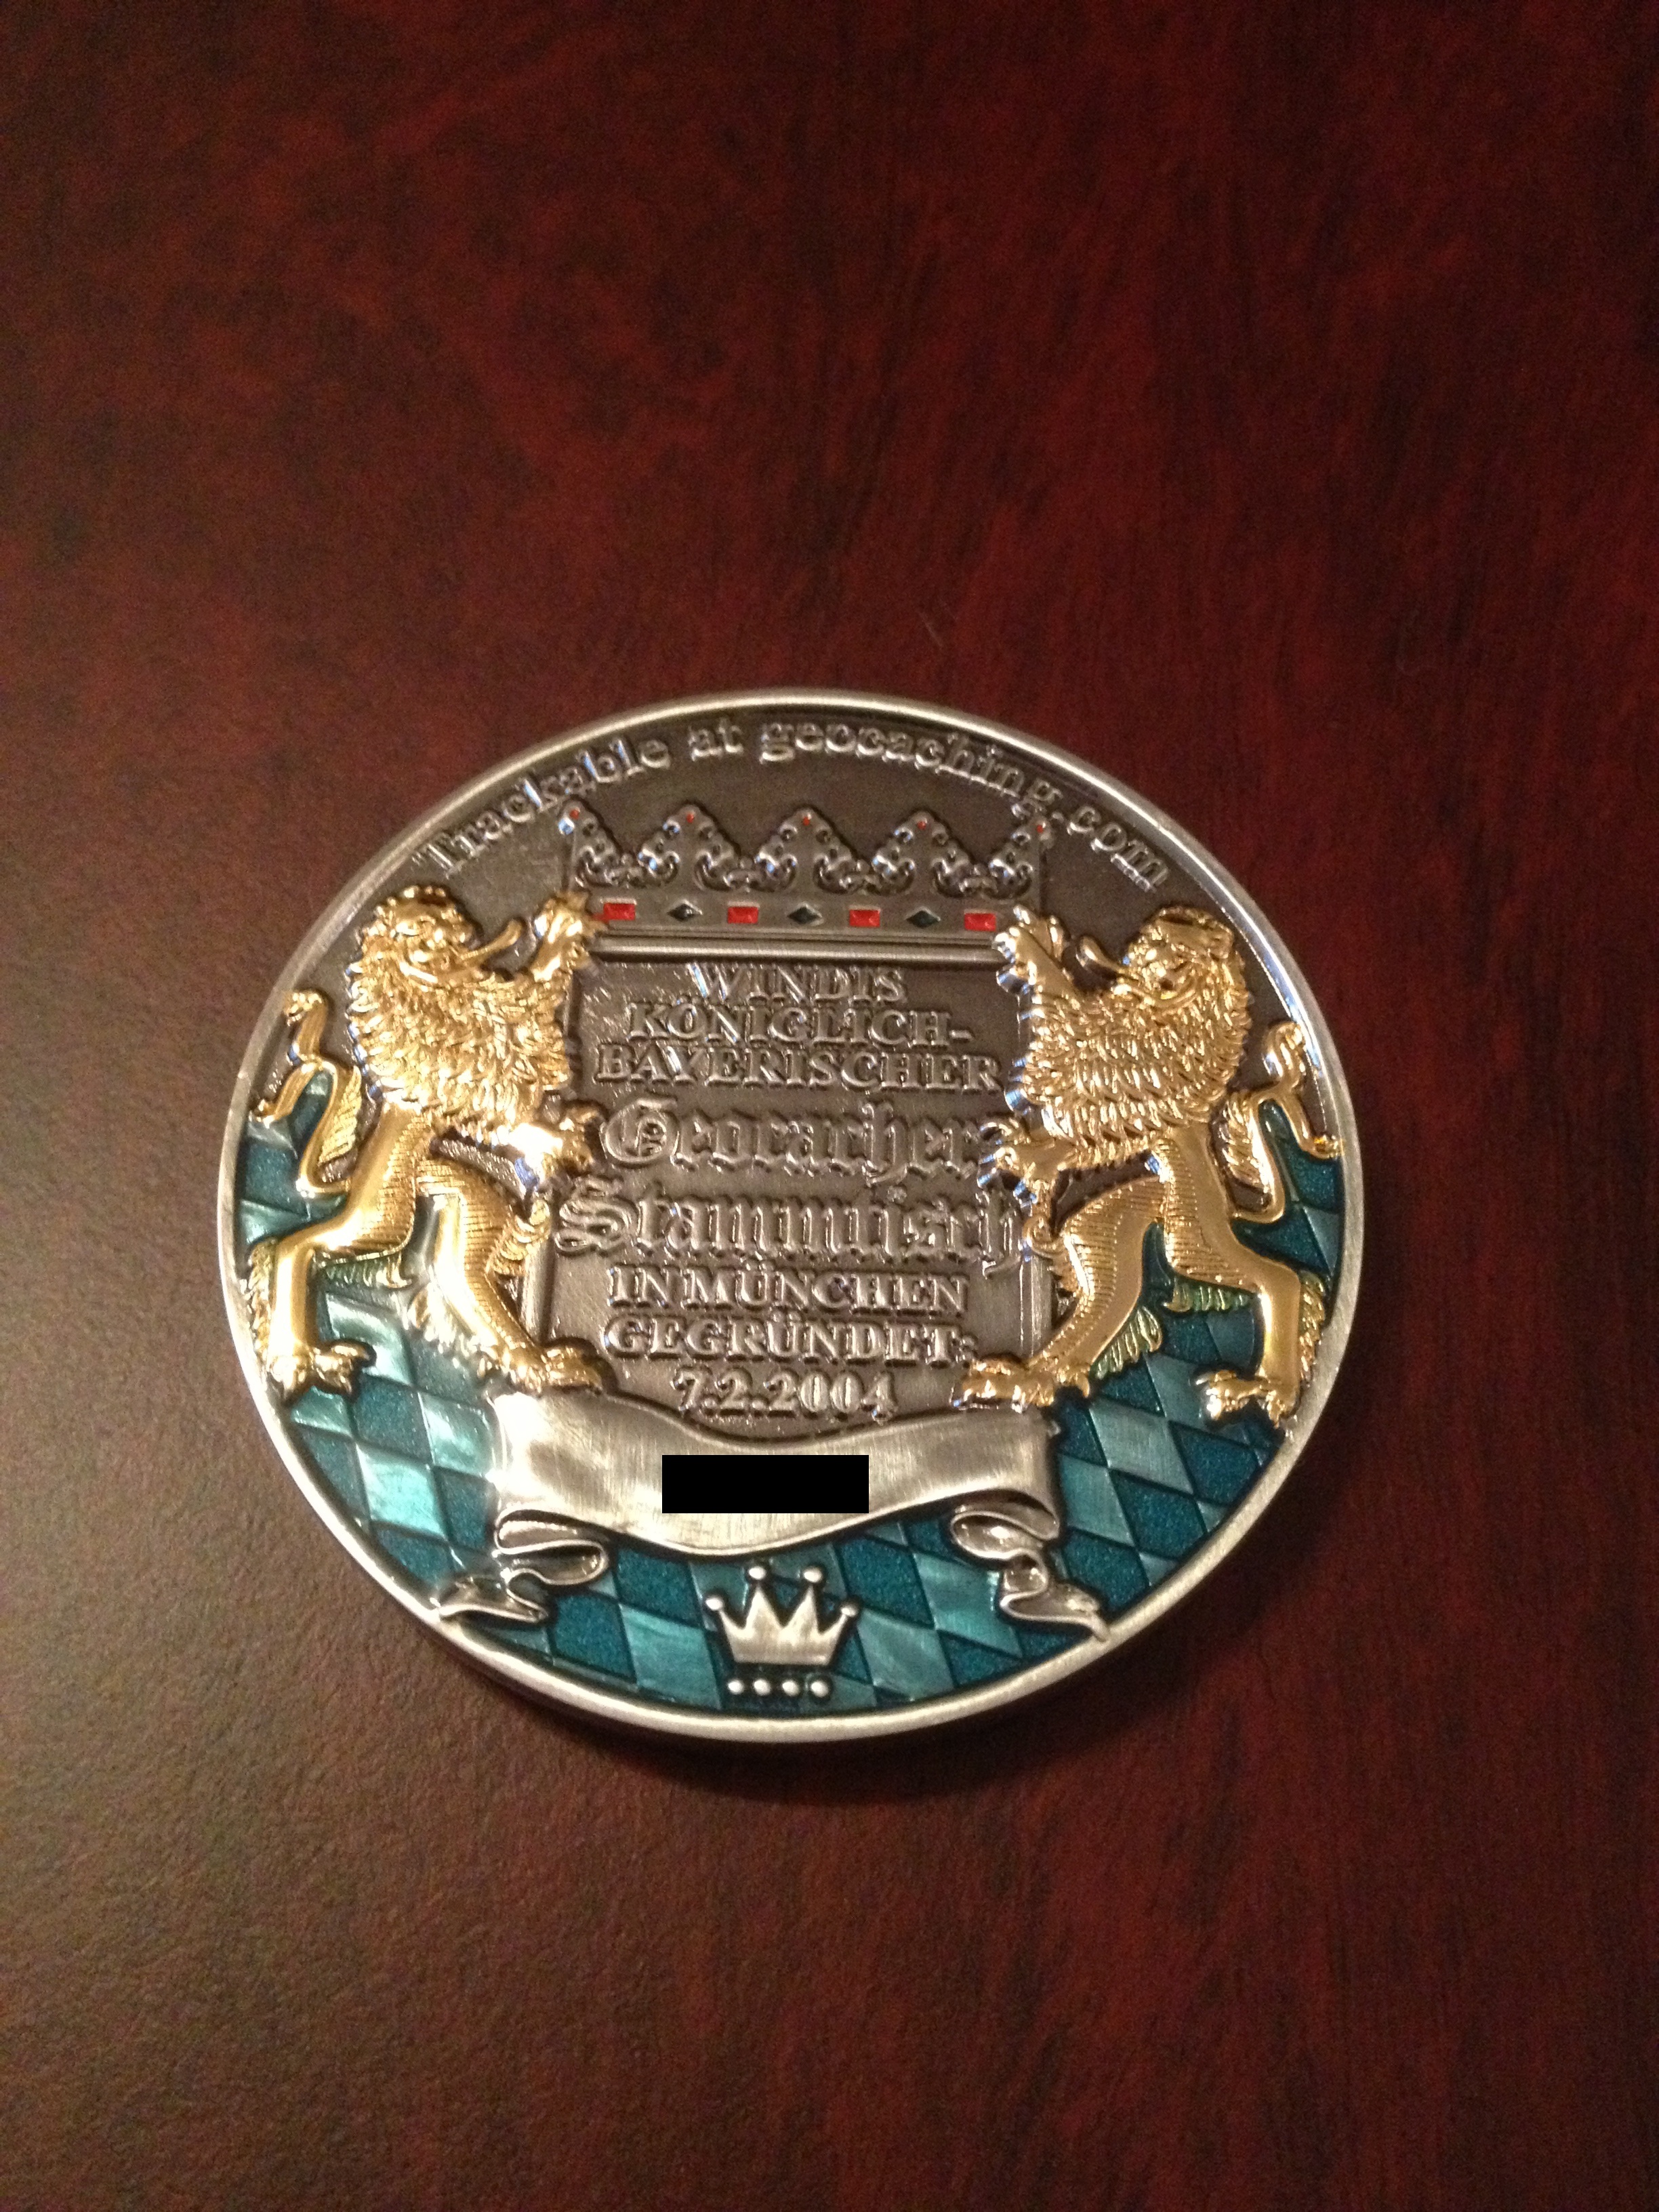 Trackable at geocaching.com
WINDIS
KÖNIGLICH-
BAYERISCHER
Geocacher
Stammtisch
IN MÜNCHEN
GEGRÜNDET:
7.2.2004